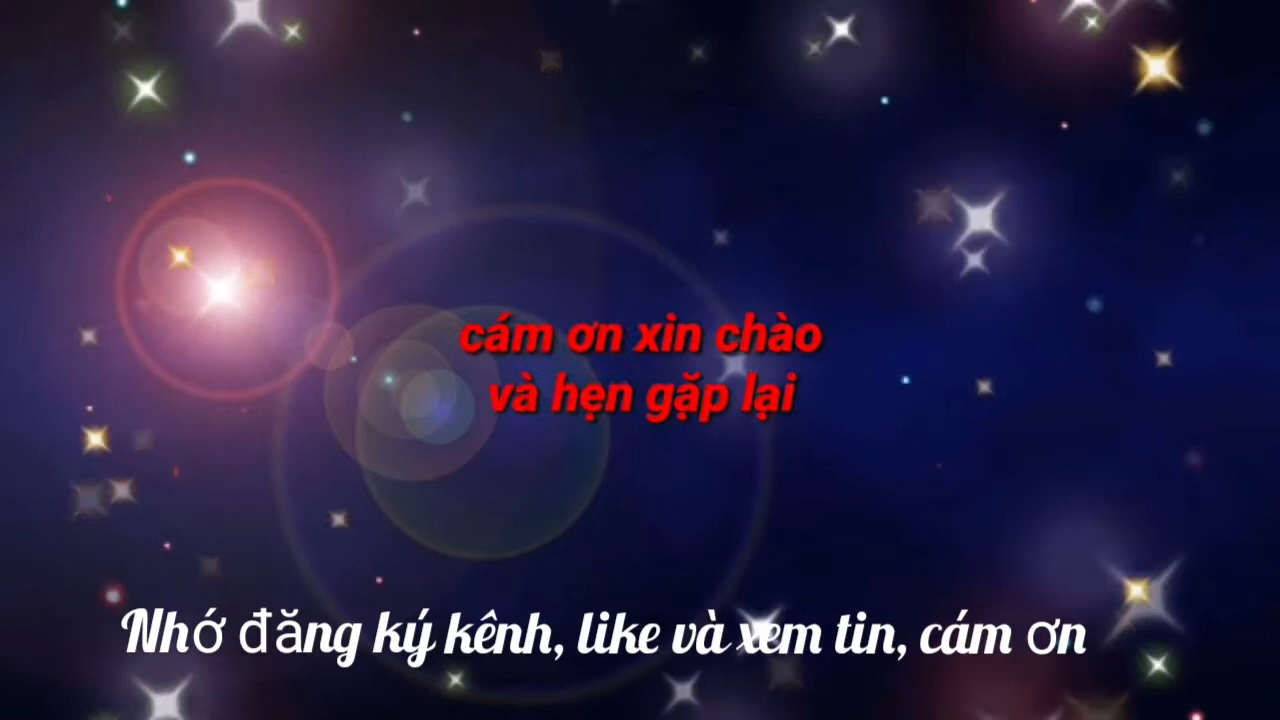 cám ơn xin chào
và hẹn gặp lại
Nhớ đăng ký kênh, like và xem tin, cám ơn